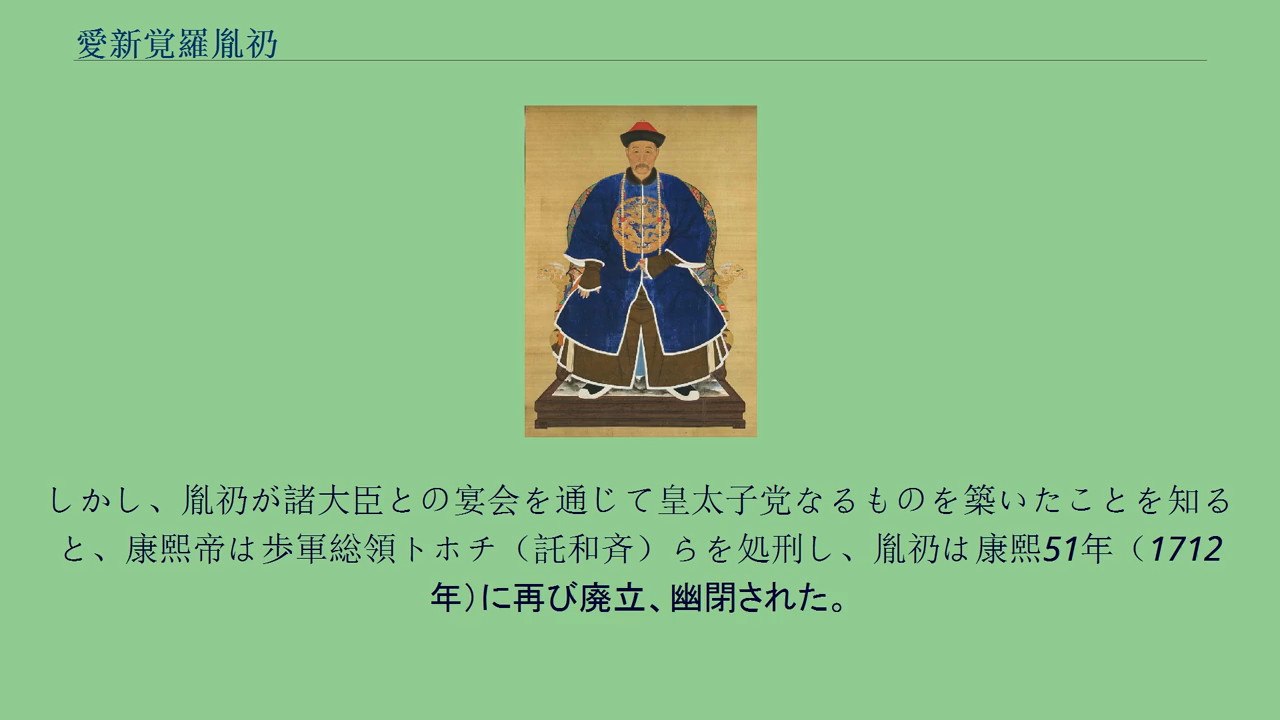 愛新覚羅胤礽
しかし、胤礽が諸大臣との宴会を通じて皇太子党なるものを築いたことを知る
と、康熙帝は歩軍総領トホチ（託和斉）らを処刑し、胤礽は康熙51年（1712
年）に再び廃立、幽閉された。